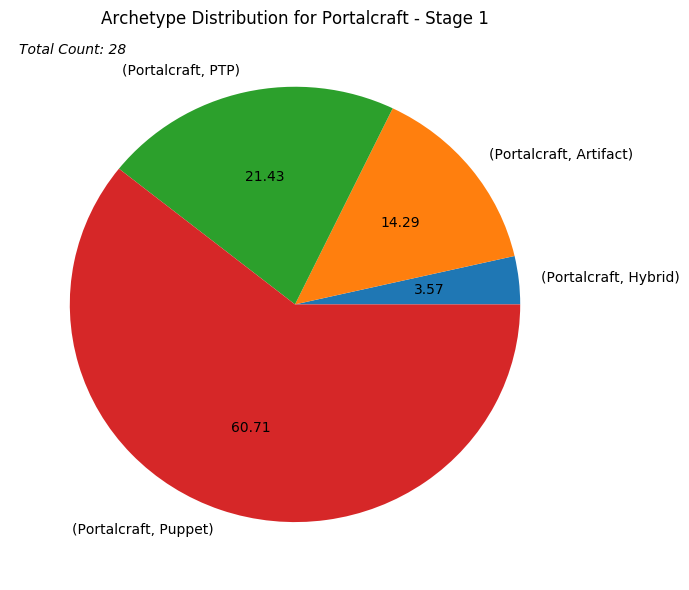 Archetype Distribution for Portalcraft - Stage 1
Total Count: 28
(Portalcraft, PTP)
(Portalcraft, Artifact)
21.43
14.29
(Portalcraft, Hybrid)
3.57
60.71
(Portalcraft, Puppet)